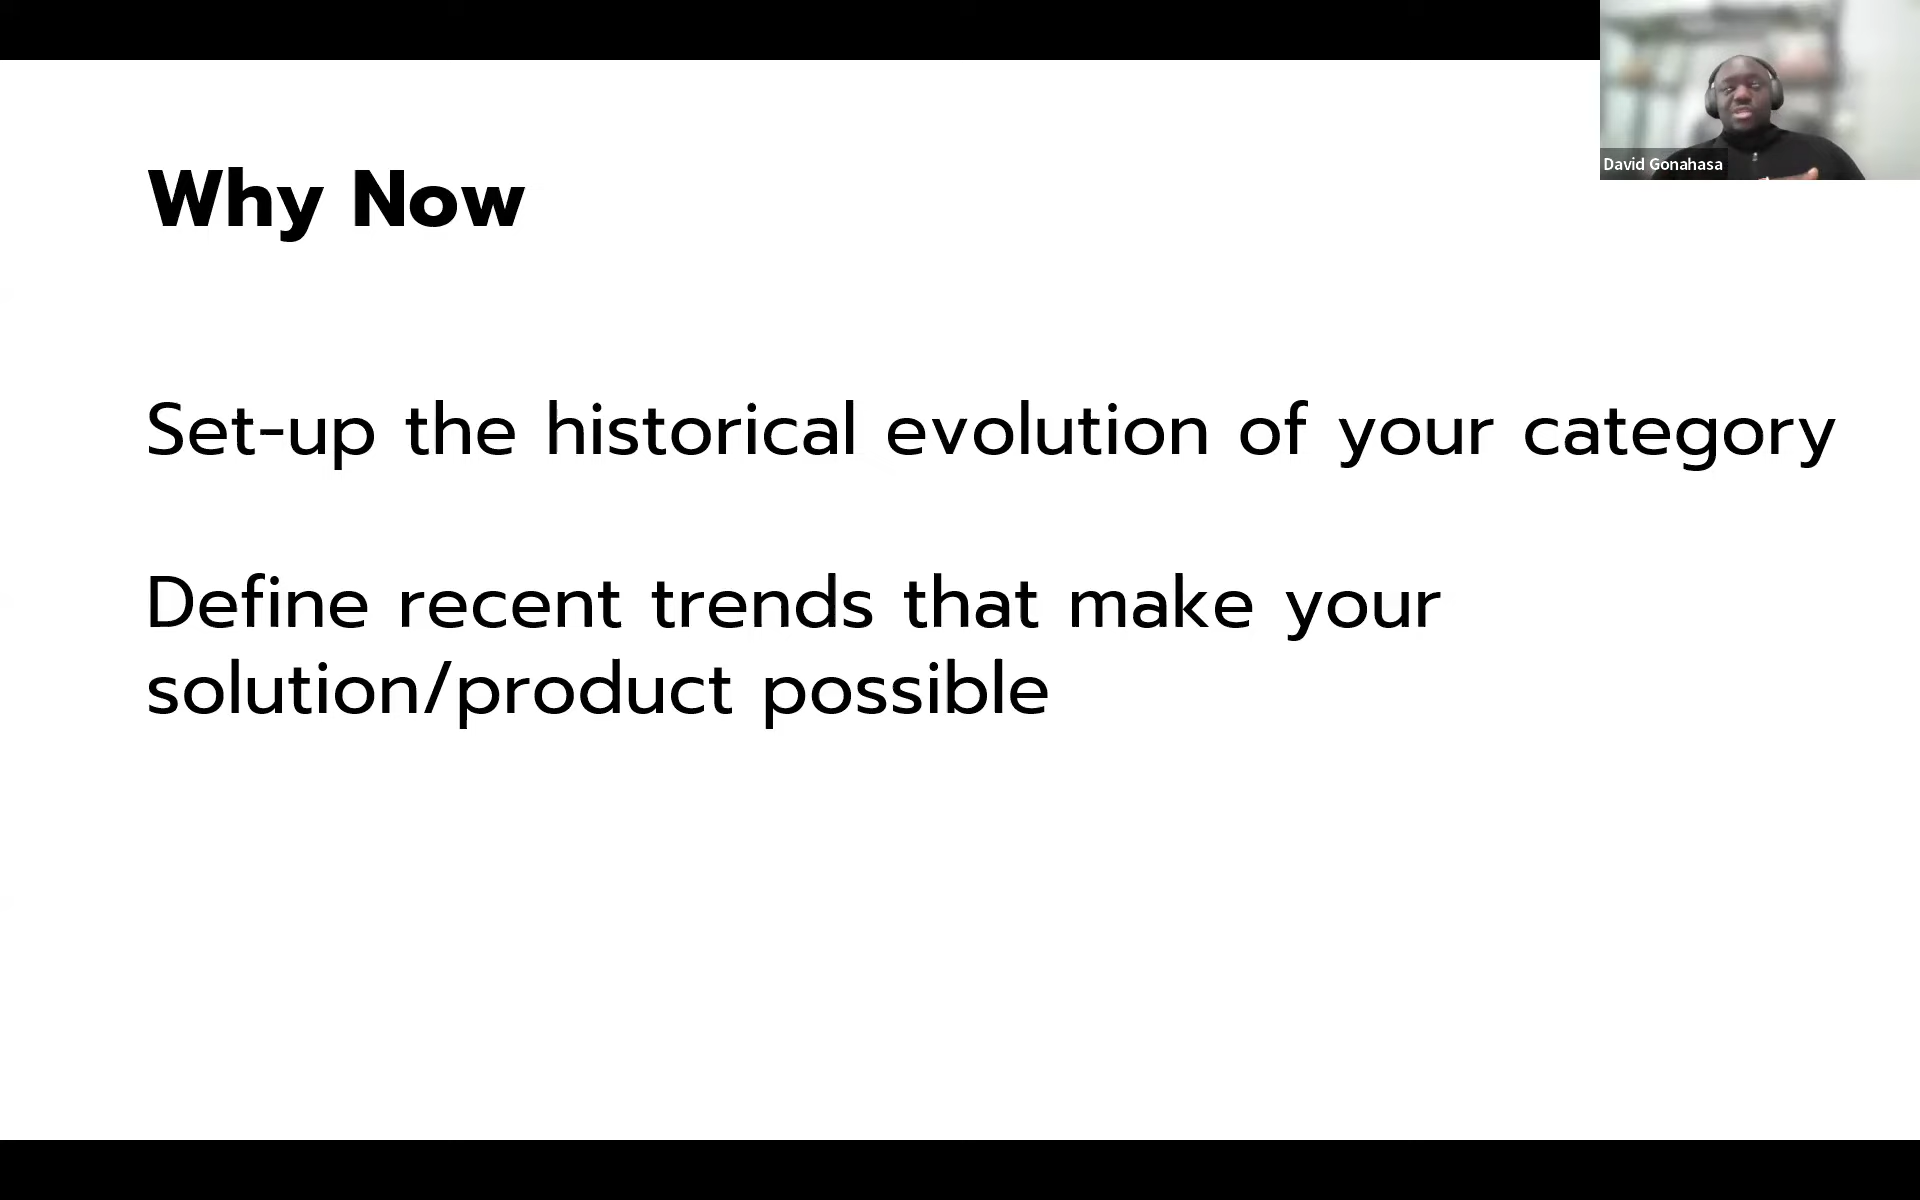 David Gonahasa
Why Now
Set-up the historical evolution of your category
Define recent trends that make your
solution/product possible